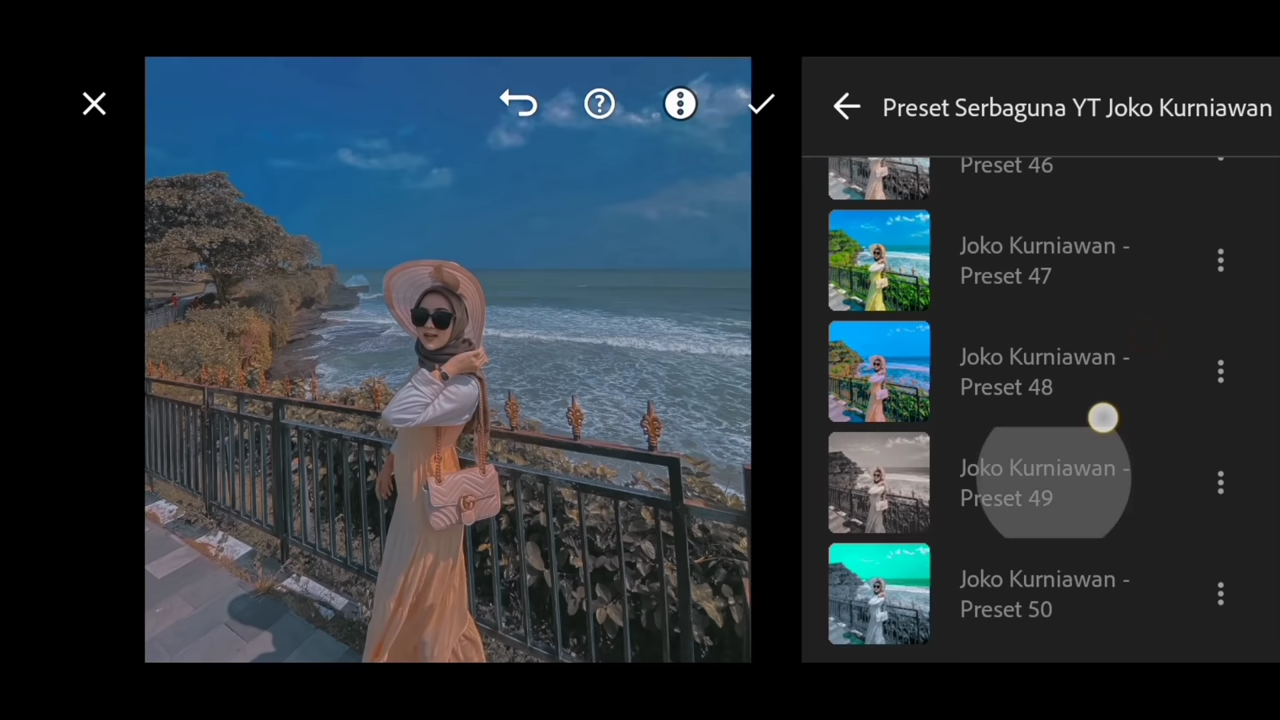 Preset Serbaguna YT Joko Kurniawan
Preset 46
Joko Kurniawan -
Preset 47
Joko Kurniawan -
Preset 48
Joko Kurniawan -
Preset 49
Joko Kurniawan -
Preset 50